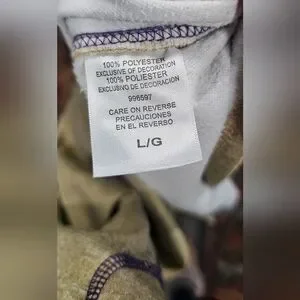 100% POLYESTER
EXCLUSIVE OF DECORATION
100% POLIESTER
EXCLUSIVO DE DECORACION
996597
CARE ON REVERSE
PRECAUCIONES
EN EL REVERSO
L/G